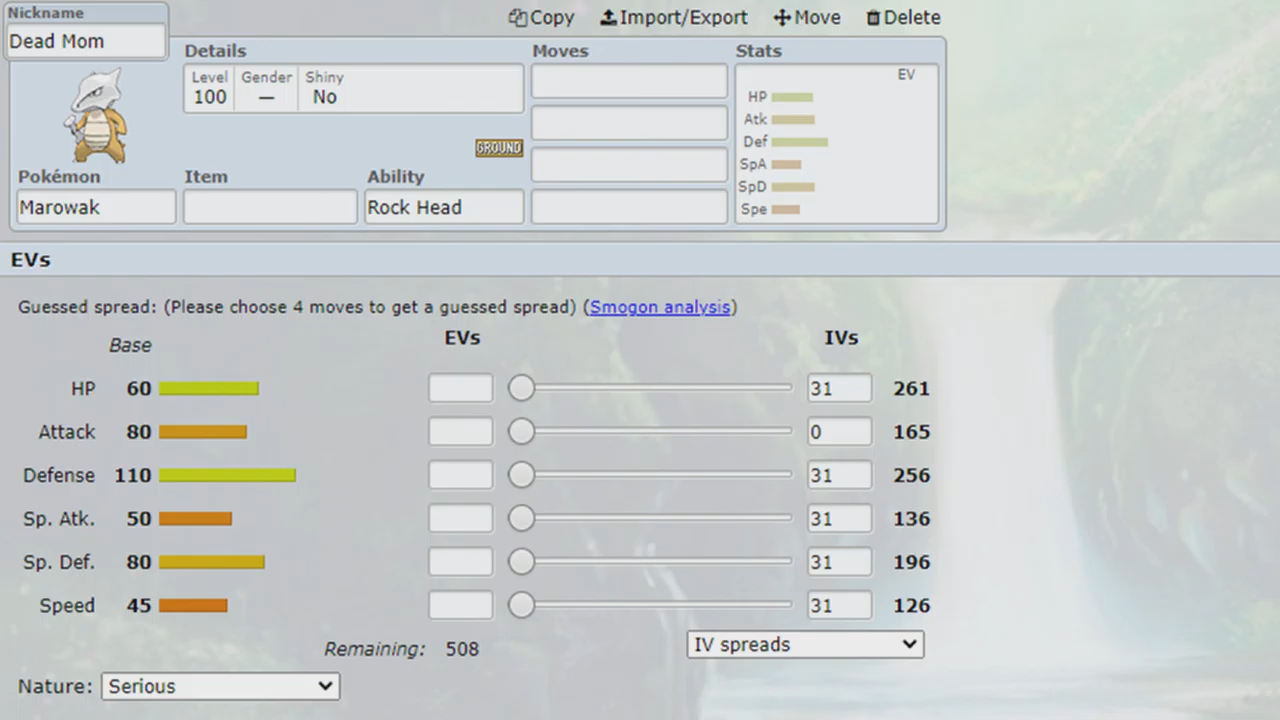 Nickname
Dead Mom
Copy Import/Export Move Delete
Details
Level Gender Shiny
100 — No
GROUND
Pokémon
Marowak
Item
Ability
Rock Head
Moves
Stats
EV
HP
Atk
Def
SpA
SpD
Spe
EVs
Guessed spread: (Please choose 4 moves to get a guessed spread) (Smogon analysis)
Base EVs IVs
HP 60 31 261
Attack 80 0 165
Defense 110 31 256
Sp. Atk. 50 31 136
Sp. Def. 80 31 196
Speed 45 31 126
Remaining: 508 IV spreads
Nature: Serious